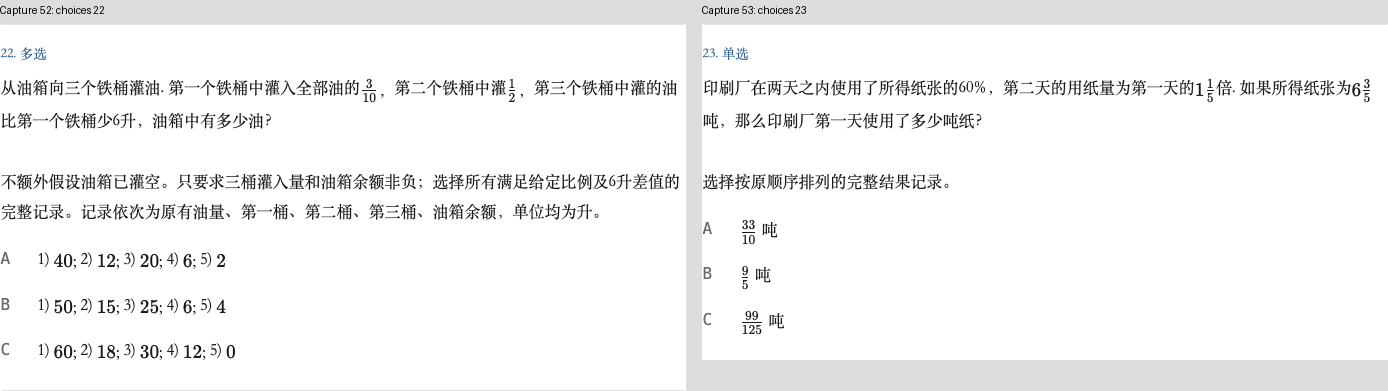 Capture 52: choices 22
22. 多选
从油箱向三个铁桶灌油. 第一个铁桶中灌入全部油的3/10，第二个铁桶中灌1/2，第三个铁桶中灌的油
比第一个铁桶少6升，油箱中有多少油?
不额外假设油箱已灌空。只要求三桶灌入量和油箱余额非负；选择所有满足给定比例及6升差值的
完整记录。记录依次为原有油量、第一桶、第二桶、第三桶、油箱余额，单位均为升。
A 1) 40; 2) 12; 3) 20; 4) 6; 5) 2
B 1) 50; 2) 15; 3) 25; 4) 6; 5) 4
C 1) 60; 2) 18; 3) 30; 4) 12; 5) 0
Capture 53: choices 23
23. 单选
印刷厂在两天之内使用了所得纸张的60%，第二天的用纸量为第一天的1 1/5倍. 如果所得纸张为6 3/5
吨，那么印刷厂第一天使用了多少吨纸?
选择按原顺序排列的完整结果记录。
A 33/10 吨
B 9/5 吨
C 99/125 吨